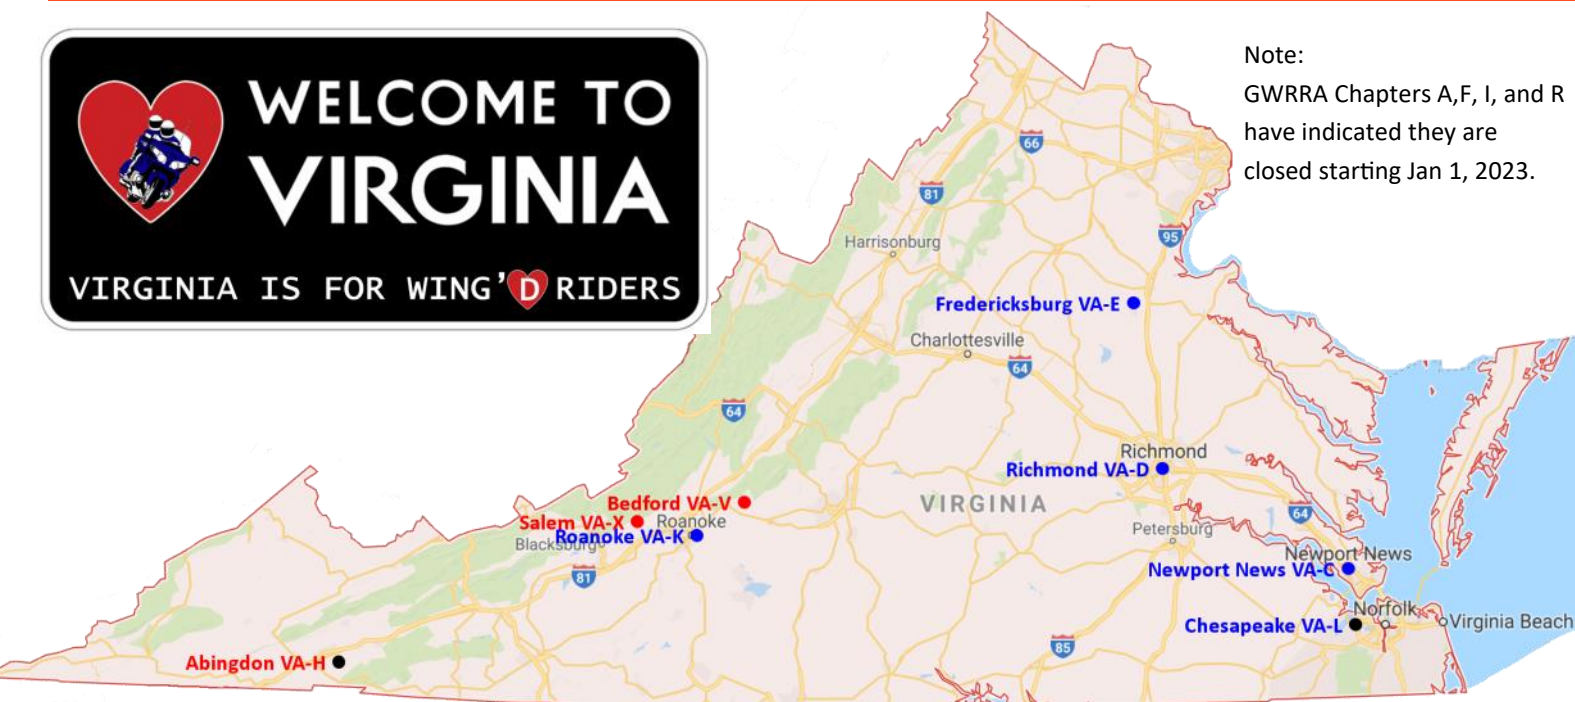 WELCOME TO
VIRGINIA
VIRGINIA IS FOR WING'D RIDERS
Note:
GWRRA Chapters A,F, I, and R
have indicated they are
closed starting Jan 1, 2023.
66
81
95
Harrisonburg
Fredericksburg VA-E
Charlottesville
64
64
Richmond
Richmond VA-D
Bedford VA-V
VIRGINIA
Salem VA-X
Roanoke
64
Petersburg
Roanoke VA-K
Blacksburg
Newport News
Newport News VA-C
81
Norfolk
Chesapeake VA-L
Virginia Beach
85
Abingdon VA-H